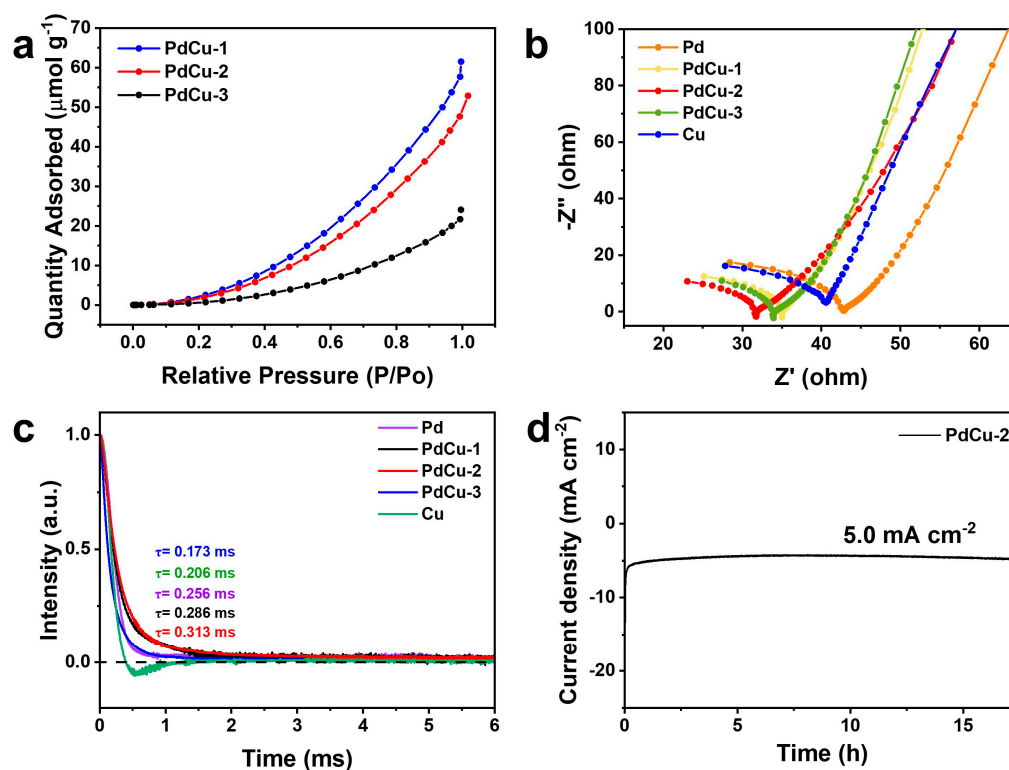 a
PdCu-1
PdCu-2
PdCu-3
Quantity Adsorbed (μmol g⁻¹)
70
60
50
40
30
20
10
0
0.0 0.2 0.4 0.6 0.8 1.0
Relative Pressure (P/Po)
b
Pd
PdCu-1
PdCu-2
PdCu-3
Cu
-Z'' (ohm)
100
80
60
40
20
0
20 30 40 50 60
Z' (ohm)
c
Pd
PdCu-1
PdCu-2
PdCu-3
Cu
Intensity (a.u.)
1.0
0.5
0.0
τ= 0.173 ms
τ= 0.206 ms
τ= 0.256 ms
τ= 0.286 ms
τ= 0.313 ms
0 1 2 3 4 5 6
Time (ms)
d
PdCu-2
Current density (mA cm⁻²)
10
0
-10
-20
5.0 mA cm⁻²
0 5 10 15
Time (h)